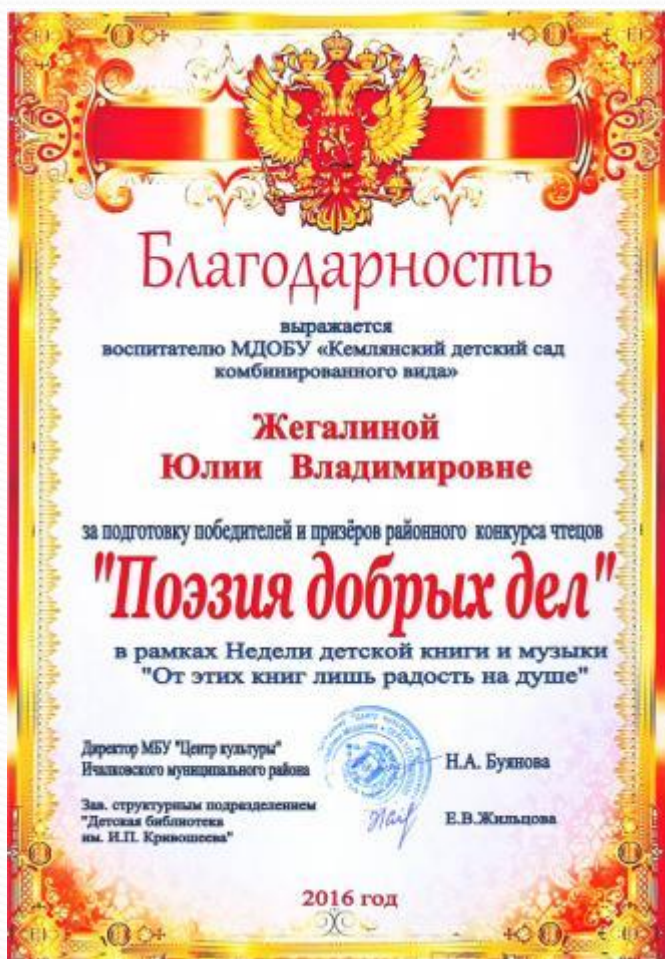 Благодарность
выражается
воспитателю МДОБУ «Кемлянский детский сад
комбинированного вида»
Жегалиной
Юлии Владимировне
за подготовку победителей и призёров районного конкурса чтецов
"Поэзия добрых дел"
в рамках Недели детской книги и музыки
"От этих книг лишь радость на душе"
Директор МБУ "Центр культуры"
Ичалковского муниципального района
Н.А. Буянова
Зав. структурным подразделением
"Детская библиотека
им. И.П. Кривошеева"
Е.В.Жильцова
2016 год